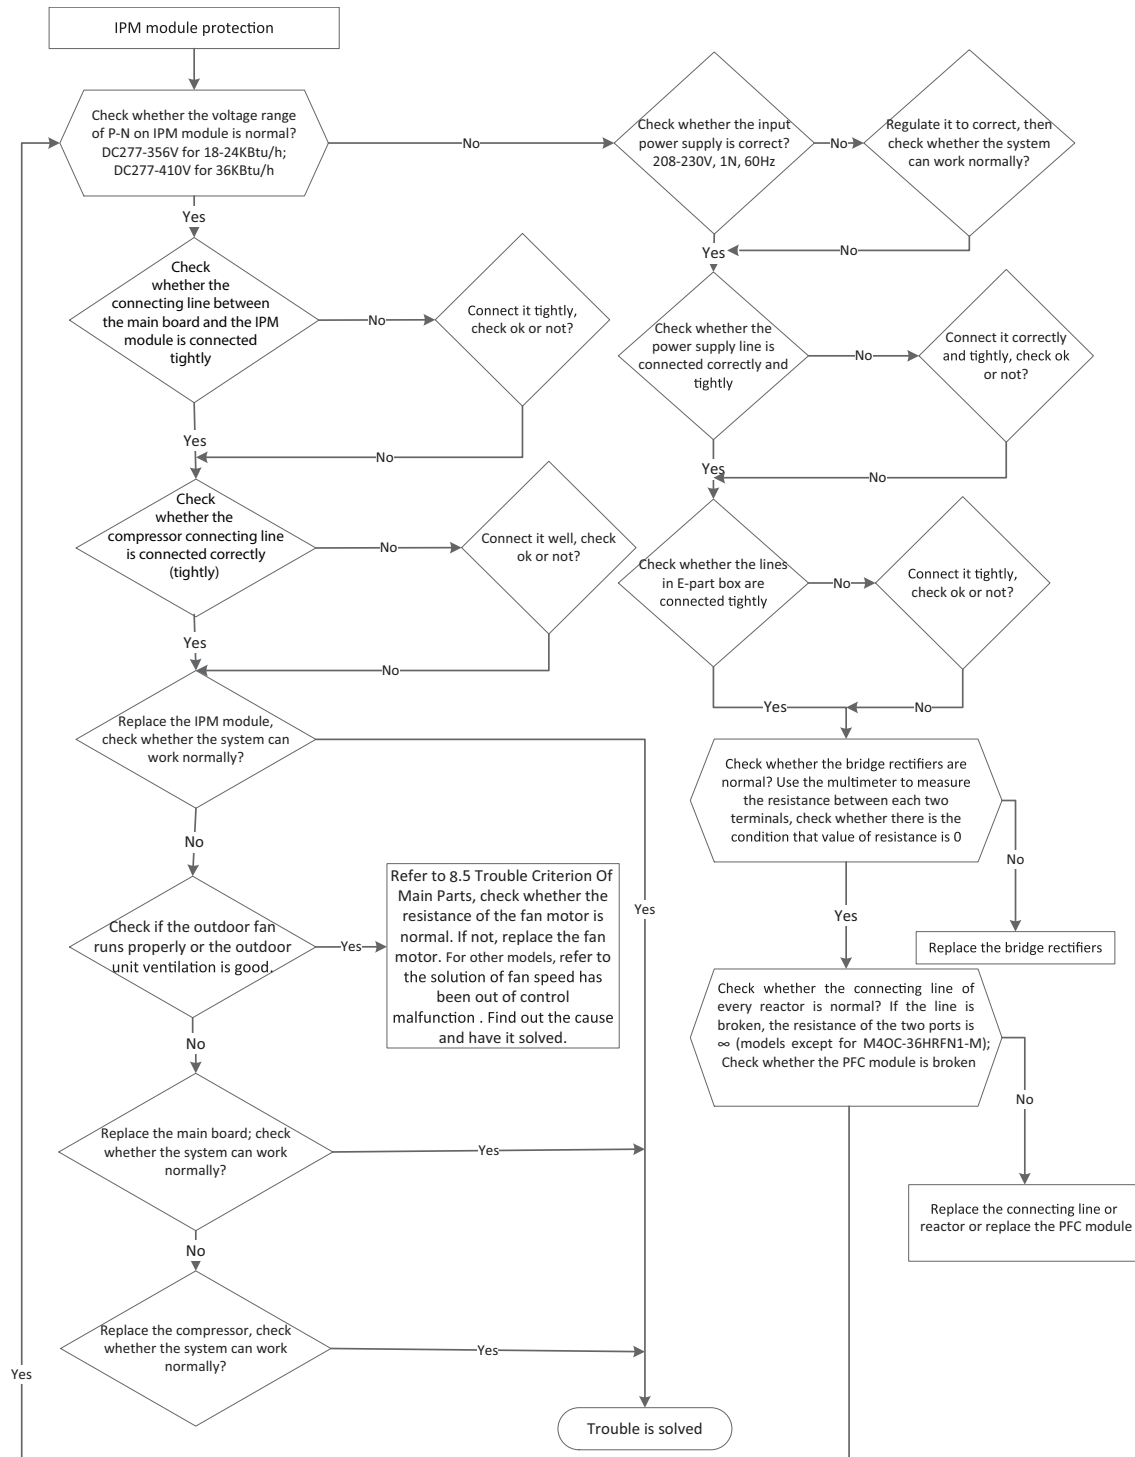 IPM module protection
Check whether the voltage range
of P-N on IPM module is normal?
DC277-356V for 18-24KBtu/h;
DC277-410V for 36KBtu/h
No
Check whether the input
power supply is correct?
208-230V, 1N, 60Hz
No
Regulate it to correct, then
check whether the system
can work normally?
Yes
Yes
No
Check
whether the
connecting line between
the main board and the IPM
module is connected
tightly
No
Connect it tightly,
check ok or not?
Check whether the
power supply line is
connected correctly and
tightly
No
Connect it correctly
and tightly, check ok
or not?
Yes
No
Yes
No
Check
whether the
compressor connecting line
is connected correctly
(tightly)
No
Connect it well, check
ok or not?
Check whether the lines
in E-part box are
connected tightly
No
Connect it tightly,
check ok or not?
Yes
No
Yes
No
Replace the IPM module,
check whether the system can
work normally?
Check whether the bridge rectifiers are
normal? Use the multimeter to measure
the resistance between each two
terminals, check whether there is the
condition that value of resistance is 0
No
No
Yes
Yes
Check if the outdoor fan
runs properly or the outdoor
unit ventilation is good.
Yes
Refer to 8.5 Trouble Criterion Of
Main Parts, check whether the
resistance of the fan motor is
normal. If not, replace the fan
motor. For other models, refer to
the solution of fan speed has
been out of control
malfunction . Find out the cause
and have it solved.
Replace the bridge rectifiers
Check whether the connecting line of
every reactor is normal? If the line is
broken, the resistance of the two ports is
∞ (models except for M4OC-36HRFN1-M);
Check whether the PFC module is broken
No
No
Replace the main board; check
whether the system can work
normally?
Yes
Replace the connecting line or
reactor or replace the PFC module
No
Replace the compressor, check
whether the system can work
normally?
Yes
Yes
Trouble is solved